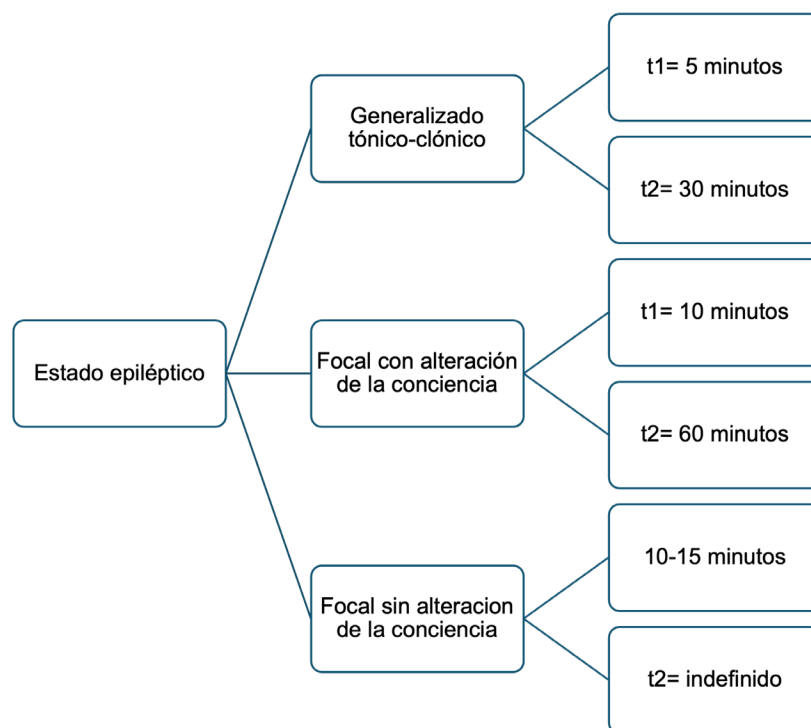 Estado epiléptico
Generalizado
tónico-clónico
t1= 5 minutos
t2= 30 minutos
Focal con alteración
de la conciencia
t1= 10 minutos
t2= 60 minutos
Focal sin alteracion
de la conciencia
10-15 minutos
t2= indefinido